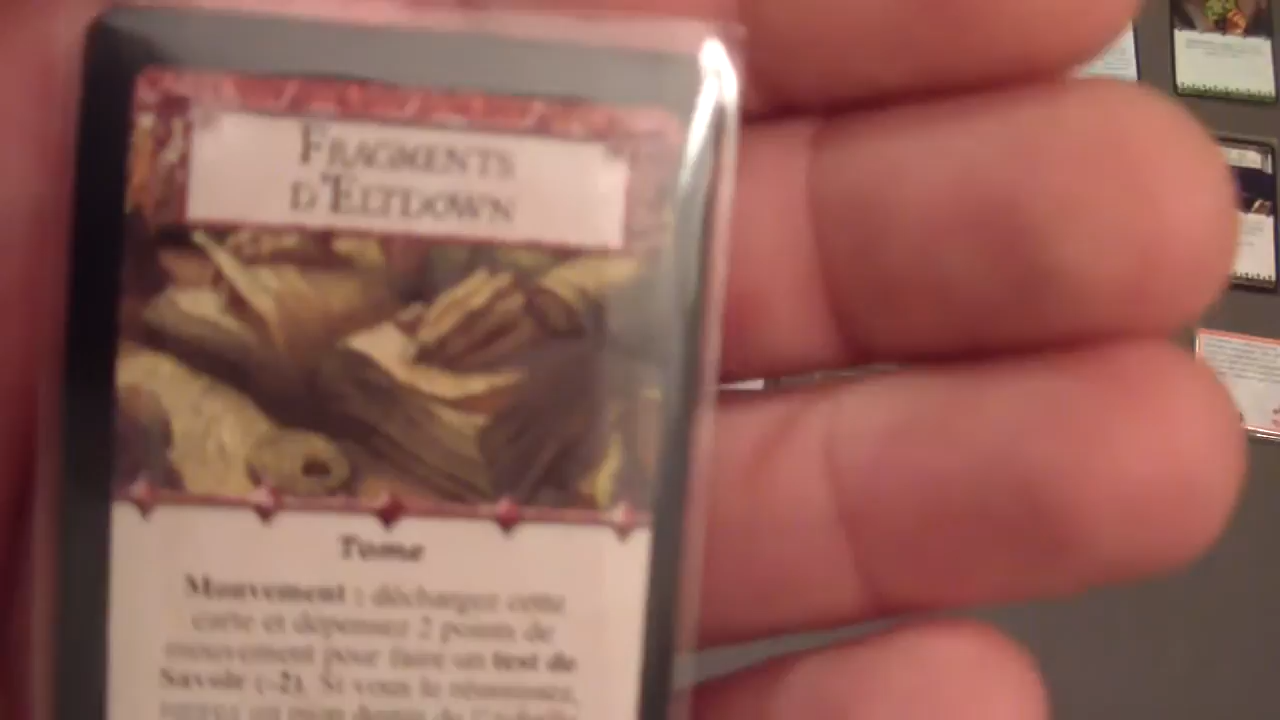 FRAGMENTS
D'ELTDOWN
Tome
Mouvement : déchargez cette
carte et dépensez 2 points de
mouvement pour faire un test de
Savoir (-2). Si vous le réussissez,